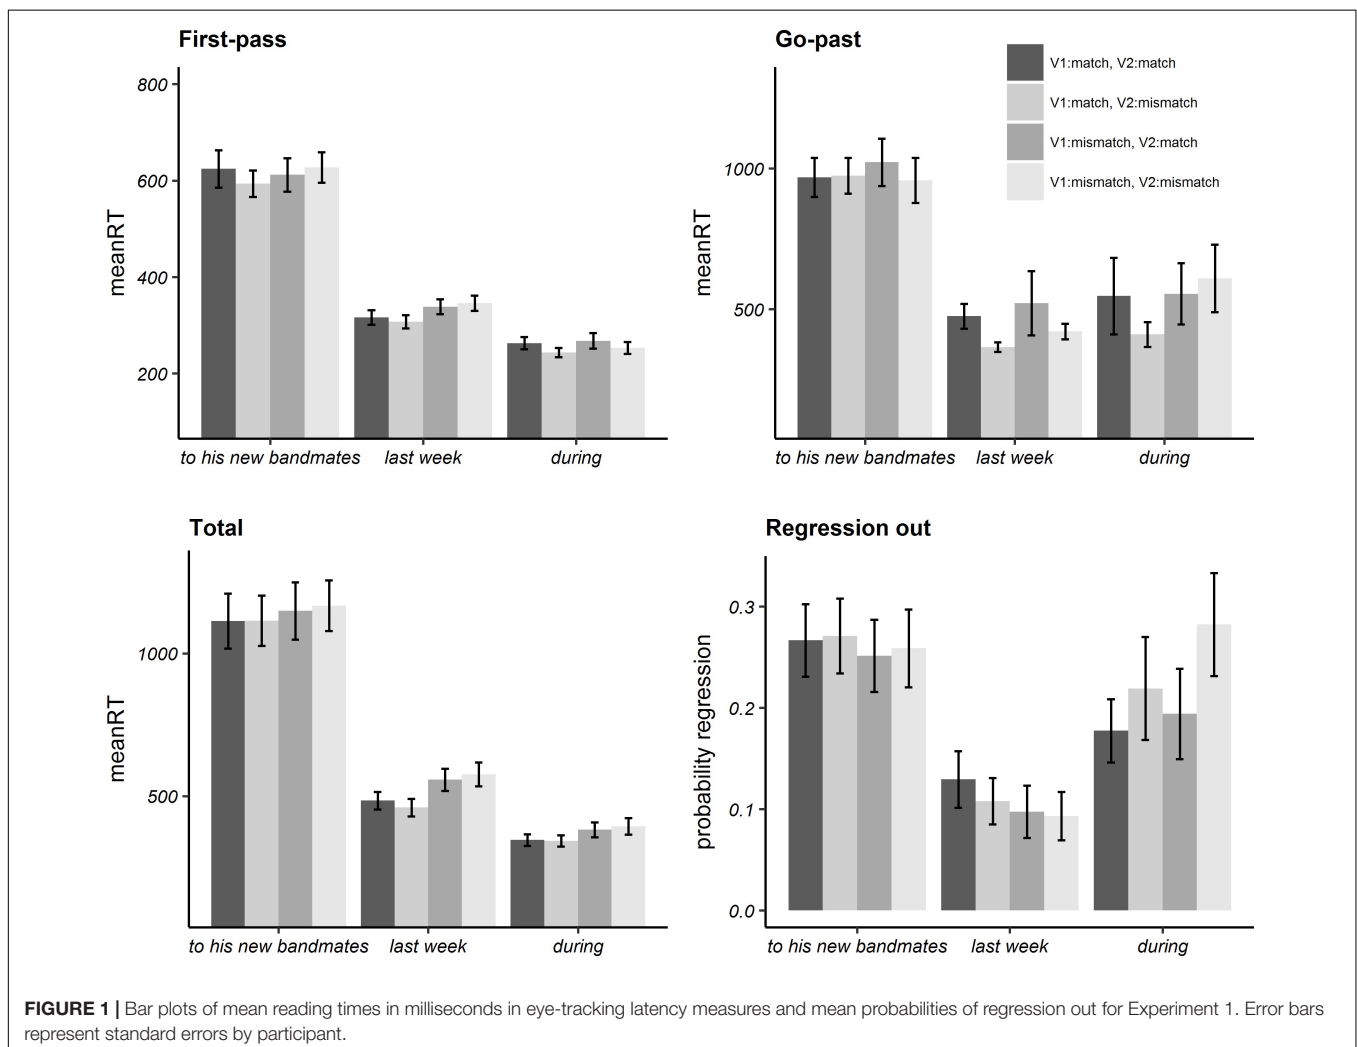 First-pass
800
600
400
200
meanRT
to his new bandmates last week during
Go-past
1000
500
meanRT
to his new bandmates last week during
V1:match, V2:match
V1:match, V2:mismatch
V1:mismatch, V2:match
V1:mismatch, V2:mismatch
Total
1000
500
meanRT
to his new bandmates last week during
Regression out
0.3
0.2
0.1
0.0
probability regression
to his new bandmates last week during
FIGURE 1 | Bar plots of mean reading times in milliseconds in eye-tracking latency measures and mean probabilities of regression out for Experiment 1. Error bars
represent standard errors by participant.